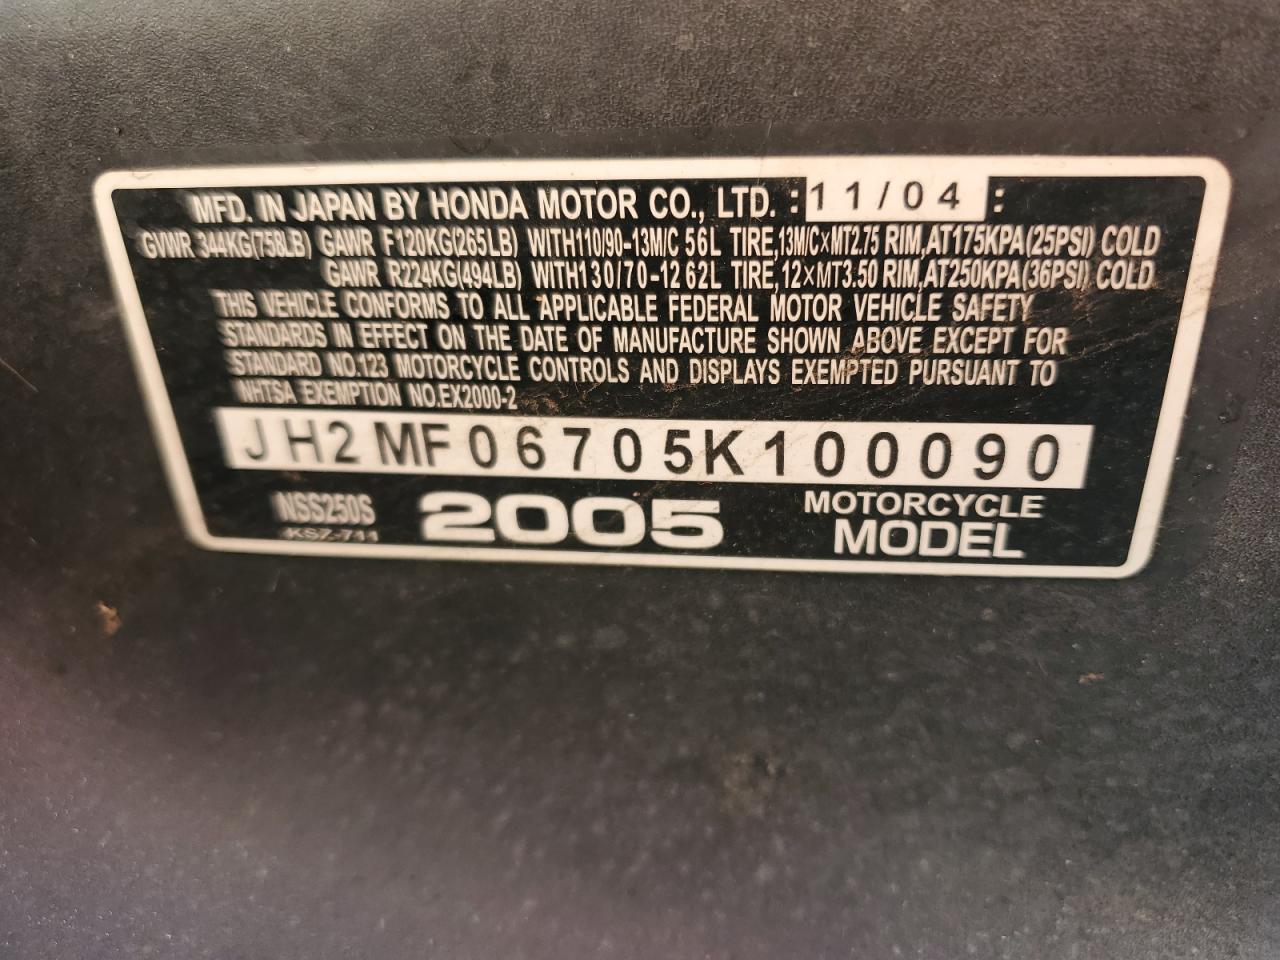 MFD. IN JAPAN BY HONDA MOTOR CO., LTD. :11/04 :
GVWR 344KG(758LB) GAWR F120KG(265LB) WITH110/90-13M/C 56L TIRE,13M/C×MT2.75 RIM,AT175KPA(25PSI) COLD
GAWR R224KG(494LB) WITH130/70-12 62L TIRE,12×MT3.50 RIM,AT250KPA(36PSI) COLD
THIS VEHICLE CONFORMS TO ALL APPLICABLE FEDERAL MOTOR VEHICLE SAFETY
STANDARDS IN EFFECT ON THE DATE OF MANUFACTURE SHOWN ABOVE EXCEPT FOR
STANDARD NO.123 MOTORCYCLE CONTROLS AND DISPLAYS EXEMPTED PURSUANT TO
NHTSA EXEMPTION NO.EX2000-2
JH2MF06705K100090
NSS250S 2005 MOTORCYCLE
KSZ-711 MODEL